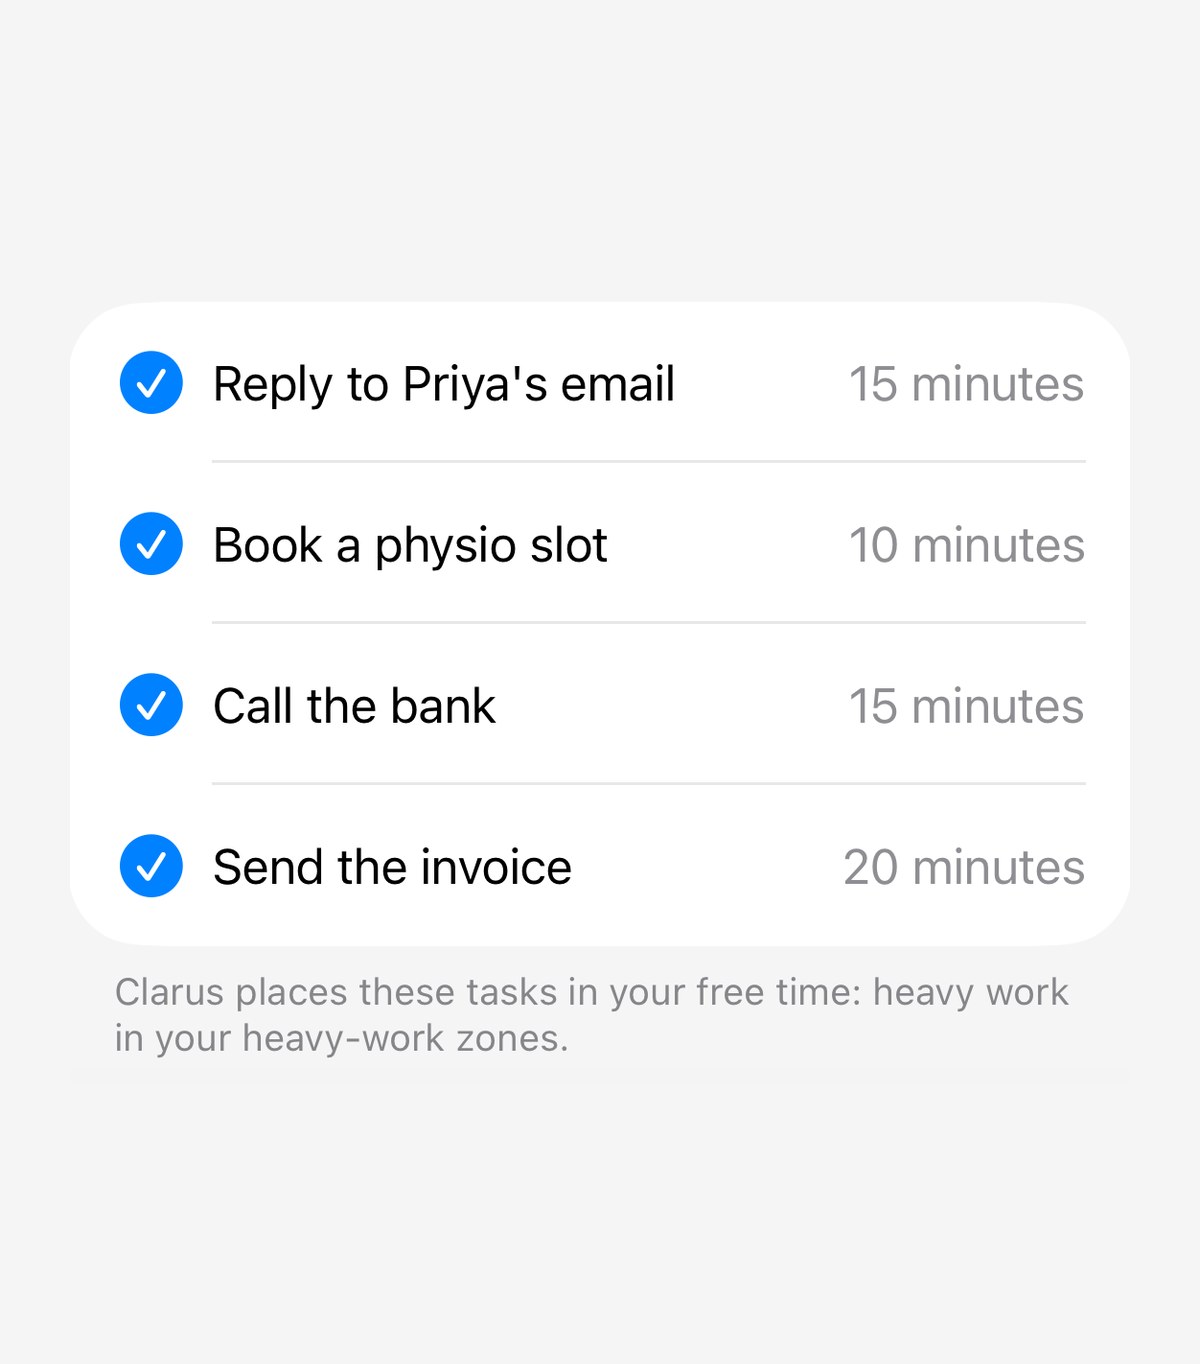 Reply to Priya's email 15 minutes
Book a physio slot 10 minutes
Call the bank 15 minutes
Send the invoice 20 minutes
Clarus places these tasks in your free time: heavy work
in your heavy-work zones.